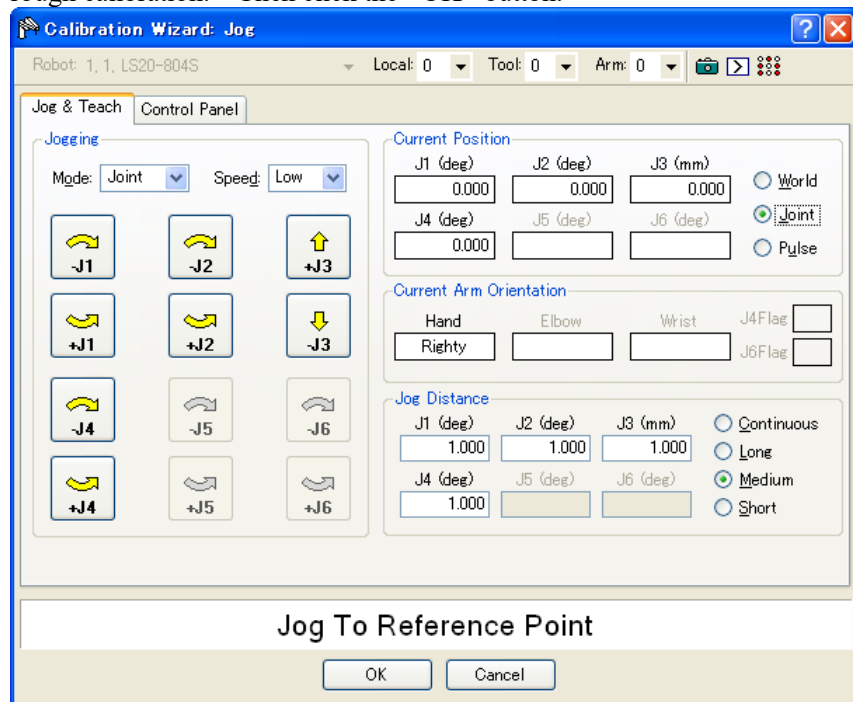 rough calibration. Then click the "OK" button.
Calibration Wizard: Jog
Robot: 1, 1, LS20-804S Local: 0 Tool: 0 Arm: 0
Jog & Teach Control Panel
Jogging
Mode: Joint Speed: Low
-J1 -J2 +J3
+J1 +J2 -J3
-J4 -J5 -J6
+J4 +J5 +J6
Current Position
J1 (deg) J2 (deg) J3 (mm)
0.000 0.000 0.000
J4 (deg) J5 (deg) J6 (deg)
0.000
World
Joint
Pulse
Current Arm Orientation
Hand Elbow Wrist J4Flag
Righty J6Flag
Jog Distance
J1 (deg) J2 (deg) J3 (mm)
1.000 1.000 1.000
J4 (deg) J5 (deg) J6 (deg)
1.000
Continuous
Long
Medium
Short
Jog To Reference Point
OK Cancel